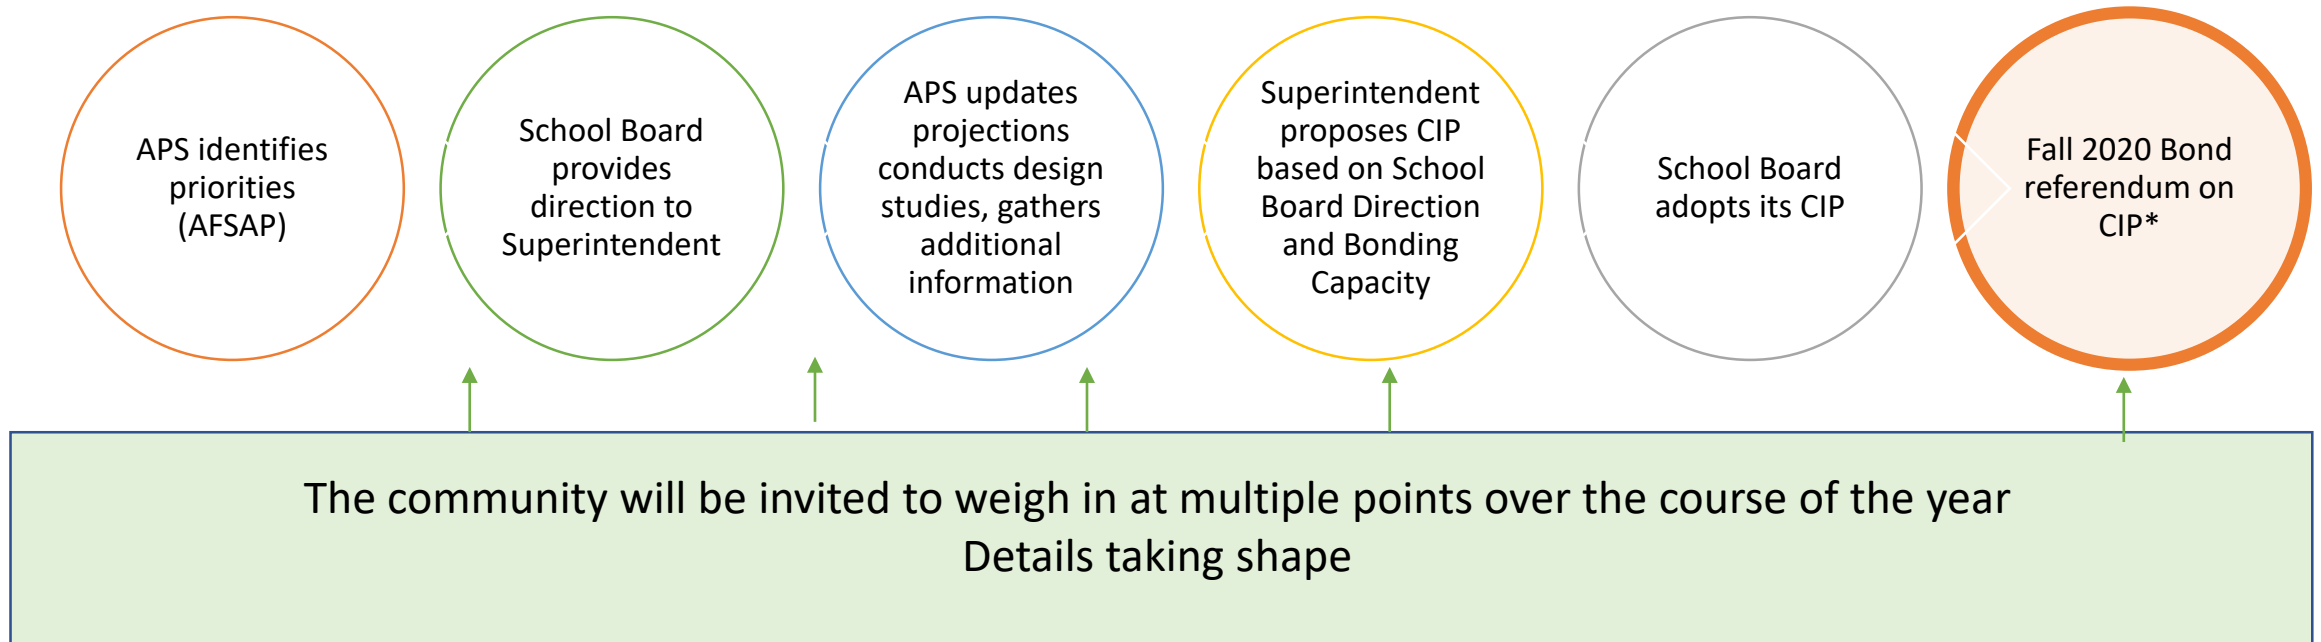 APS identifies
priorities
(AFSAP)
School Board
provides
direction to
Superintendent
APS updates
projections
conducts design
studies, gathers
additional
information
Superintendent
proposes CIP
based on School
Board Direction
and Bonding
Capacity
School Board
adopts its CIP
Fall 2020 Bond
referendum on
CIP*
The community will be invited to weigh in at multiple points over the course of the year
Details taking shape